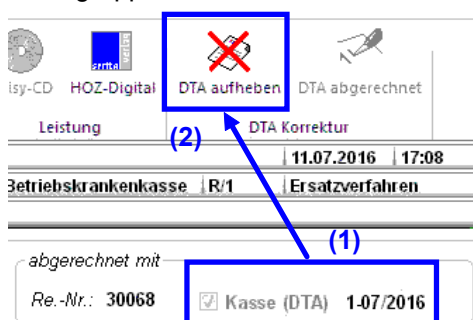 isy-CD HOZ-Digital DTA aufheben DTA abgerechnet
Leistung (2) DTA Korrektur
11.07.2016 17:08
Betriebskrankenkasse R/1 Ersatzverfahren
(1)
abgerechnet mit
Re.-Nr.: 30068 Kasse (DTA) 1-07/2016